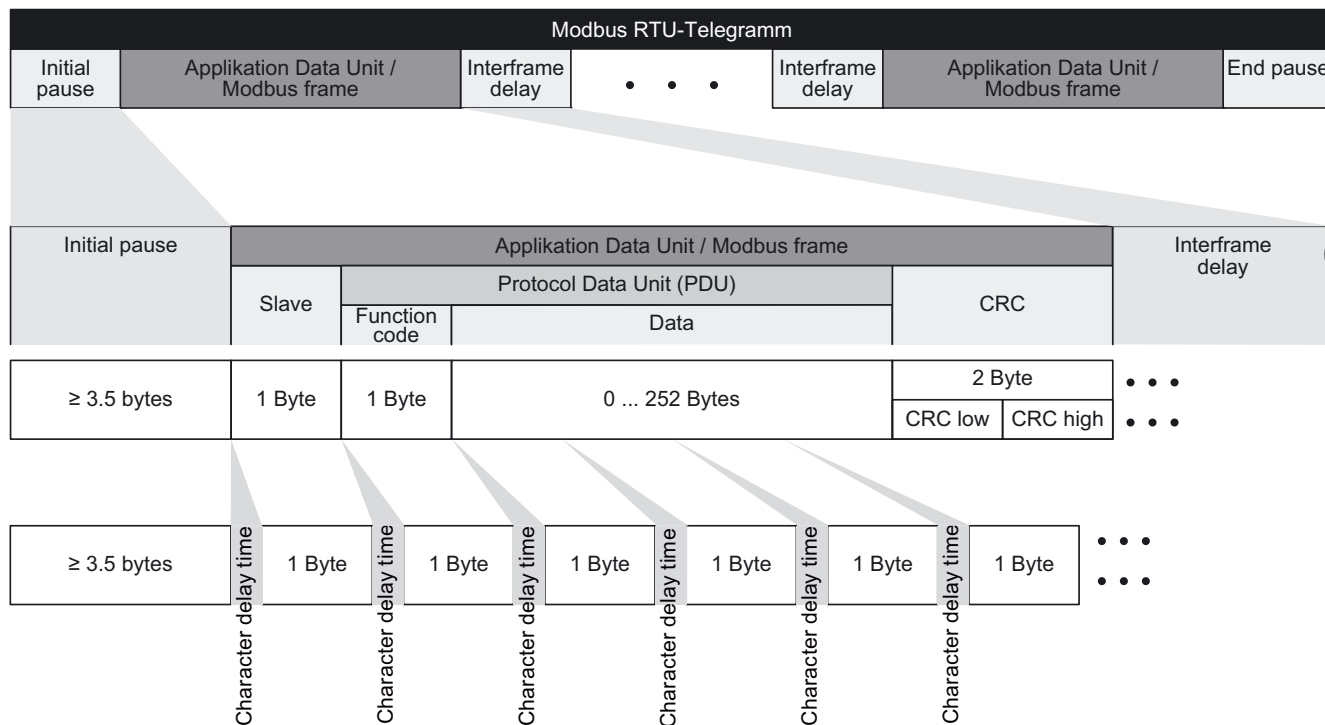 Modbus RTU-Telegramm
Initial
pause
Applikation Data Unit /
Modbus frame
Interframe
delay
• • •
Interframe
delay
Applikation Data Unit /
Modbus frame
End pause
Initial pause
Applikation Data Unit / Modbus frame
Interframe
delay
Slave
Protocol Data Unit (PDU)
Function
code
Data
CRC
≥ 3.5 bytes
1 Byte
1 Byte
0 ... 252 Bytes
2 Byte
• • •
CRC low
CRC high
• • •
≥ 3.5 bytes
Character delay time
1 Byte
Character delay time
1 Byte
Character delay time
1 Byte
Character delay time
1 Byte
Character delay time
1 Byte
Character delay time
1 Byte
• • •
• • •